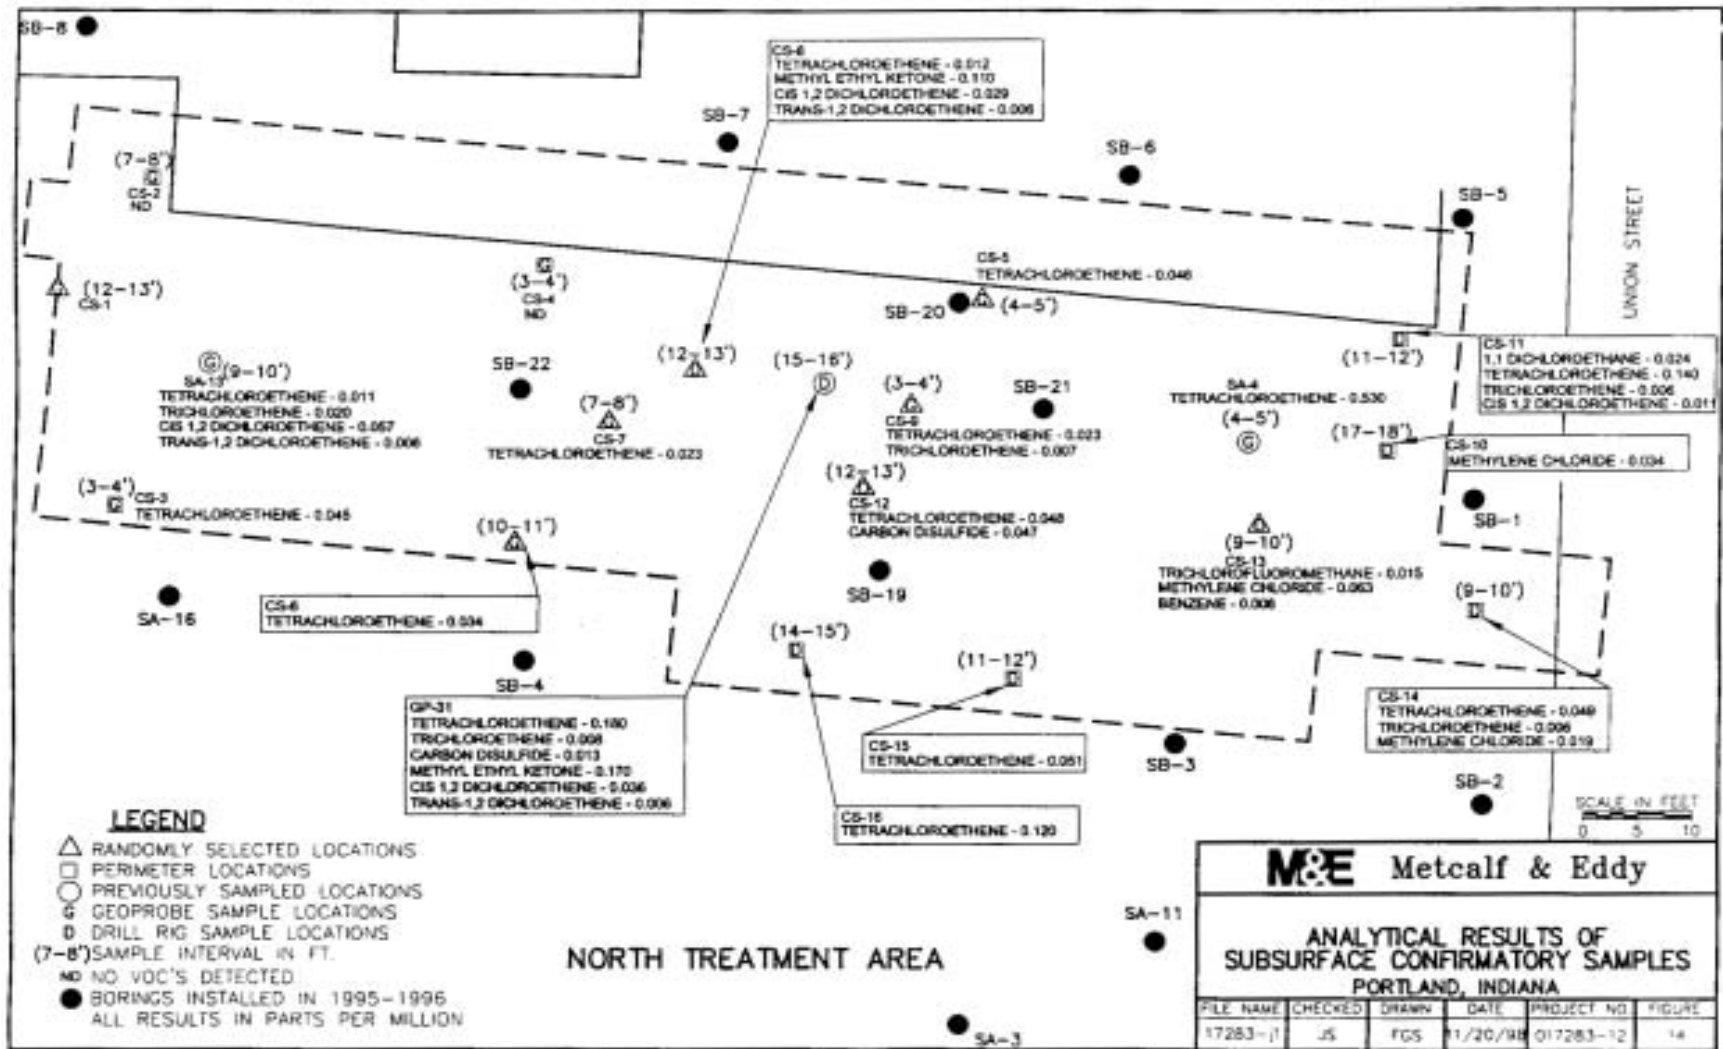 SB-8
CS-8
TETRACHLOROETHENE - 0.012
METHYL ETHYL KETONE - 0.110
CIS 1,2 DICHLOROETHENE - 0.029
TRANS-1,2 DICHLOROETHENE - 0.006
SB-7
SB-6
SB-5
UNION STREET
(7-8')
CS-2
ND
(12-13')
CS-1
(3-4')
CS-4
ND
CS-5
TETRACHLOROETHENE - 0.046
SB-20
(4-5')
(9-10')
SA-13
TETRACHLOROETHENE - 0.011
TRICHLOROETHENE - 0.020
CIS 1,2 DICHLOROETHENE - 0.057
TRANS-1,2 DICHLOROETHENE - 0.006
SB-22
(12-13')
(15-16')
D
(7-8')
CS-7
TETRACHLOROETHENE - 0.023
(3-4')
TETRACHLOROETHENE - 0.023
TRICHLOROETHENE - 0.007
SB-21
SA-4
TETRACHLOROETHENE - 0.530
(4-5')
G
(11-12')
D
CS-11
1,1 DICHLOROETHANE - 0.024
TETRACHLOROETHENE - 0.140
TRICHLOROETHENE - 0.006
CIS 1,2 DICHLOROETHENE - 0.011
(17-18')
D
CS-10
METHYLENE CHLORIDE - 0.034
SB-1
(3-4')
G
CS-3
TETRACHLOROETHENE - 0.045
(10-11')
CS-6
TETRACHLOROETHENE - 0.034
(12-13')
CS-12
TETRACHLOROETHENE - 0.048
CARBON DISULFIDE - 0.047
SB-19
(9-10')
CS-13
TRICHLOROFLUOROMETHANE - 0.015
METHYLENE CHLORIDE - 0.063
BENZENE - 0.006
(9-10')
D
SA-16
SB-4
(14-15')
D
(11-12')
D
CS-14
TETRACHLOROETHENE - 0.049
TRICHLOROETHENE - 0.006
METHYLENE CHLORIDE - 0.019
GP-31
TETRACHLOROETHENE - 0.180
TRICHLOROETHENE - 0.008
CARBON DISULFIDE - 0.013
METHYL ETHYL KETONE - 0.170
CIS 1,2 DICHLOROETHENE - 0.036
TRANS-1,2 DICHLOROETHENE - 0.006
CS-15
TETRACHLOROETHENE - 0.051
SB-3
SB-2
CS-16
TETRACHLOROETHENE - 0.120
SCALE IN FEET
0 5 10
LEGEND
RANDOMLY SELECTED LOCATIONS
PERIMETER LOCATIONS
PREVIOUSLY SAMPLED LOCATIONS
G GEOPROBE SAMPLE LOCATIONS
D DRILL RIG SAMPLE LOCATIONS
(7-8') SAMPLE INTERVAL IN FT.
ND NO VOC'S DETECTED
BORINGS INSTALLED IN 1995-1996
ALL RESULTS IN PARTS PER MILLION
NORTH TREATMENT AREA
SA-11
SA-3
M&E Metcalf & Eddy
ANALYTICAL RESULTS OF
SUBSURFACE CONFIRMATORY SAMPLES
PORTLAND, INDIANA
FILE NAME CHECKED DRAWN DATE PROJECT NO. FIGURE
JS FGS 11/20/98 017283-12 14